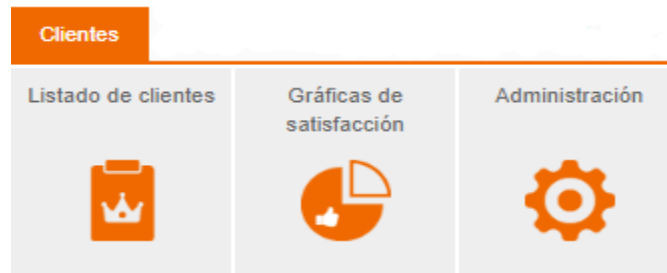 Clientes
Listado de clientes
Gráficas de
satisfacción
Administración